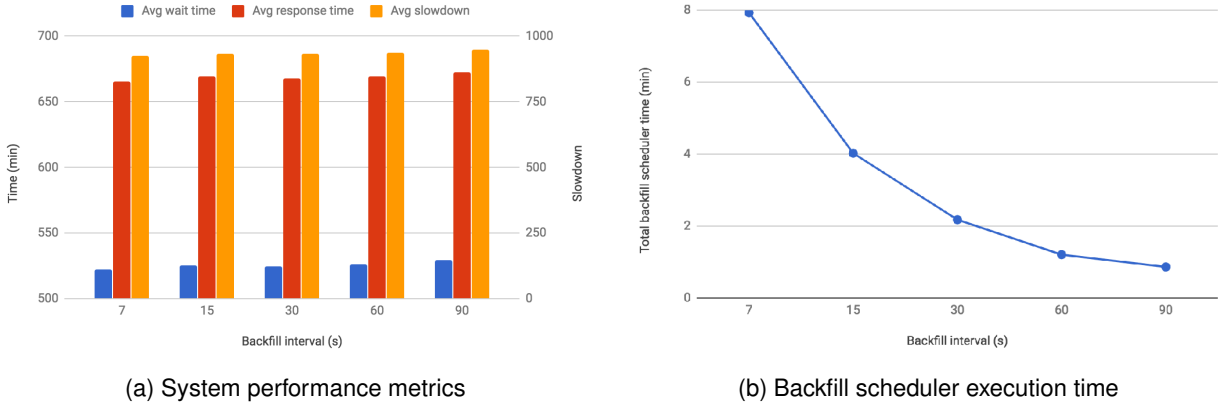 Avg wait time Avg response time Avg slowdown
700 1000
650 750
600 500
550 250
500 0
Time (min)
Slowdown
7 15 30 60 90
Backfill interval (s)
(a) System performance metrics
8
6
4
2
0
Total backfill scheduler time (min)
7 15 30 60 90
Backfill interval (s)
(b) Backfill scheduler execution time